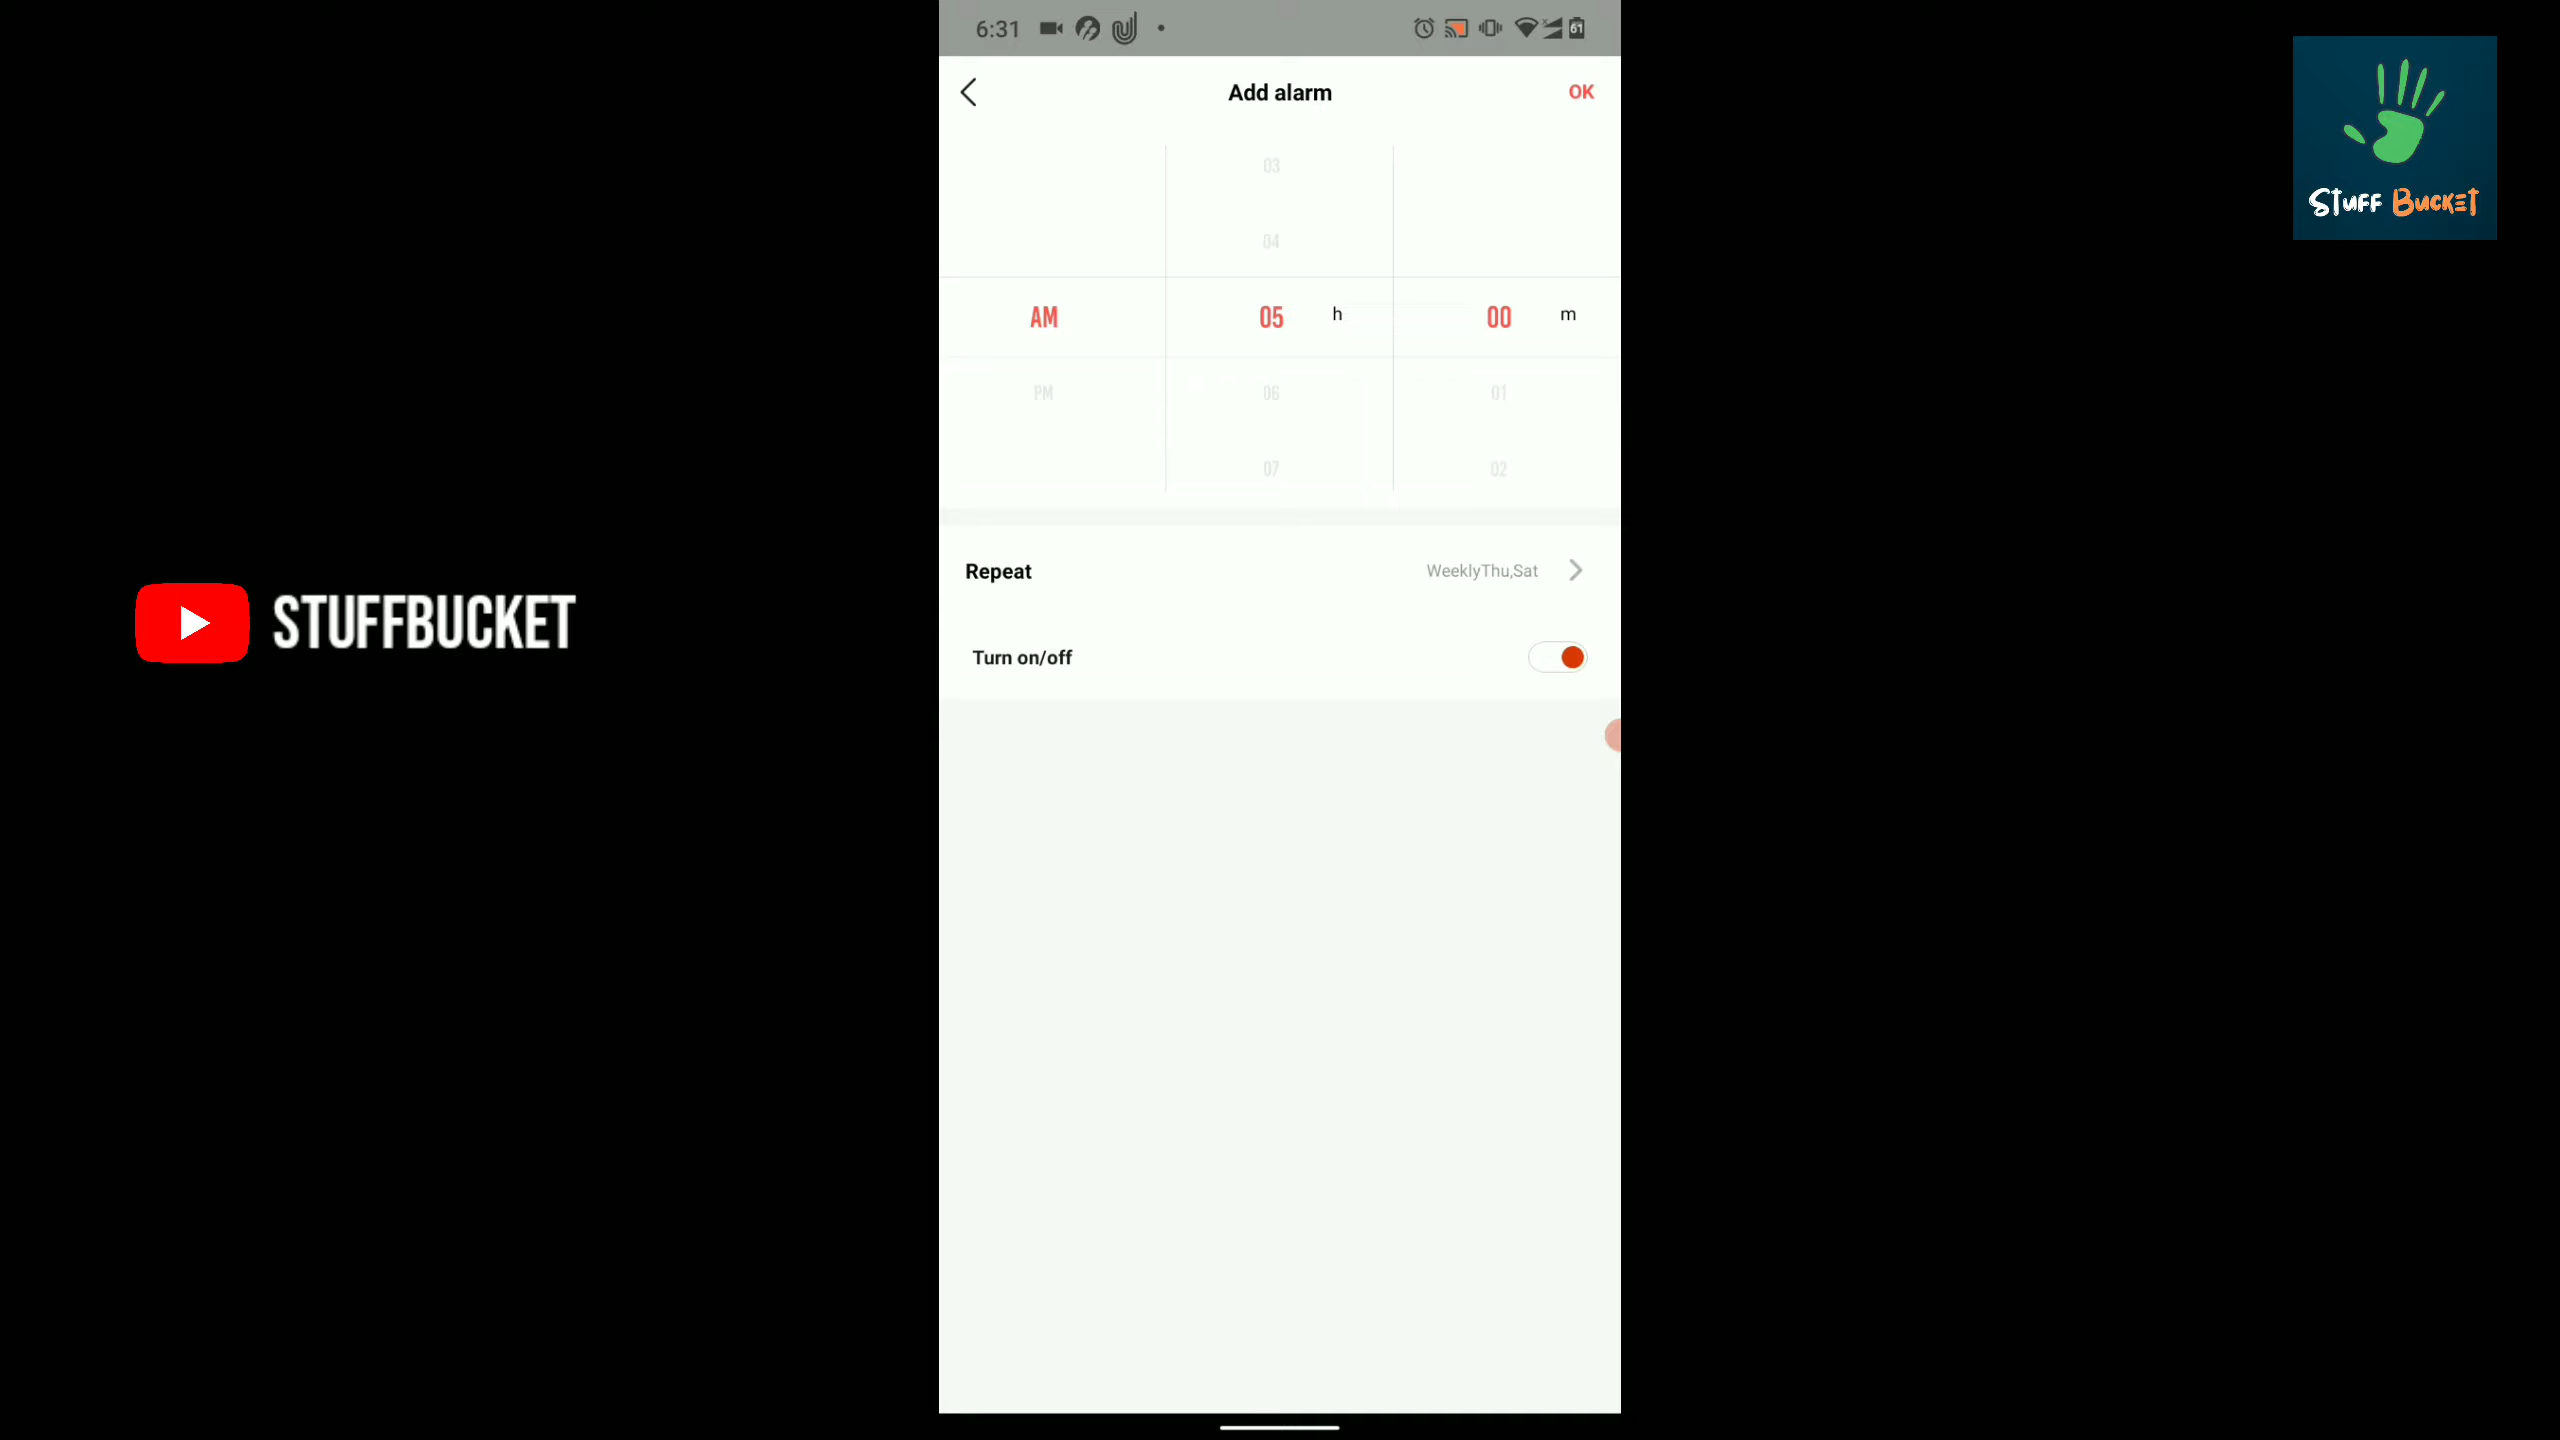 6:31
61
Add alarm
OK
03
04
AM 05 h 00 m
PM 06 01
07 02
Repeat WeeklyThu,Sat
Turn on/off
STUFFBUCKET
Stuff Bucket